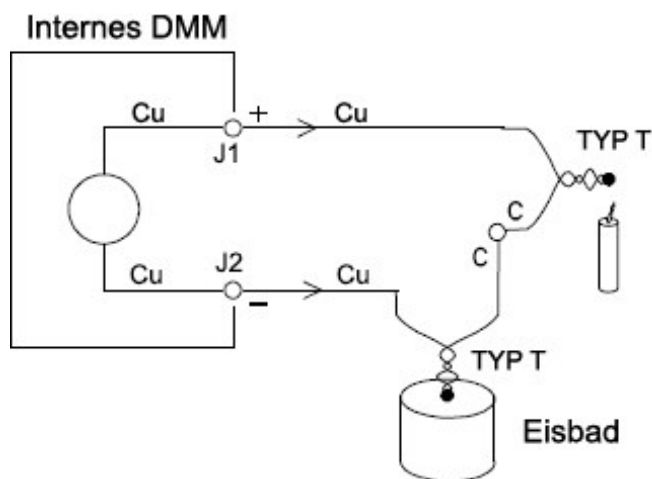 Internes DMM
Cu
+
Cu
J1
TYP T
C
C
Cu
J2
Cu
–
TYP T
Eisbad